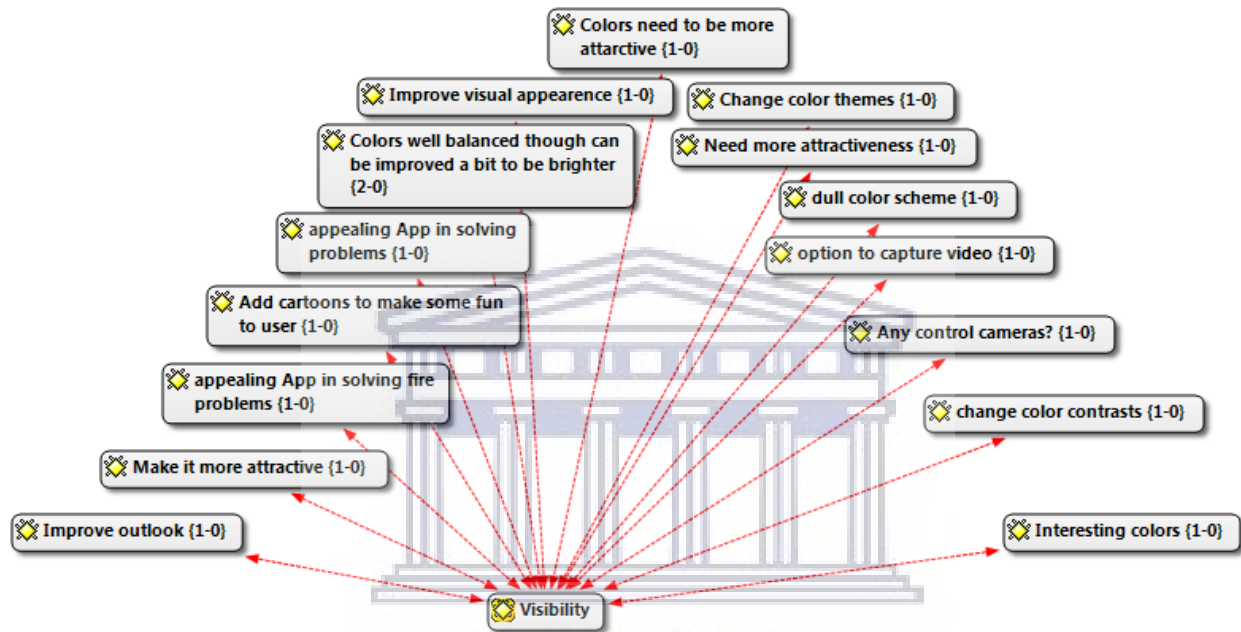 Colors need to be more
attarctive {1-0}
Improve visual appearence {1-0}
Change color themes {1-0}
Colors well balanced though can
be improved a bit to be brighter
{2-0}
Need more attractiveness {1-0}
dull color scheme {1-0}
appealing App in solving
problems {1-0}
option to capture video {1-0}
Add cartoons to make some fun
to user {1-0}
Any control cameras? {1-0}
appealing App in solving fire
problems {1-0}
change color contrasts {1-0}
Make it more attractive {1-0}
Improve outlook {1-0}
Interesting colors {1-0}
Visibility